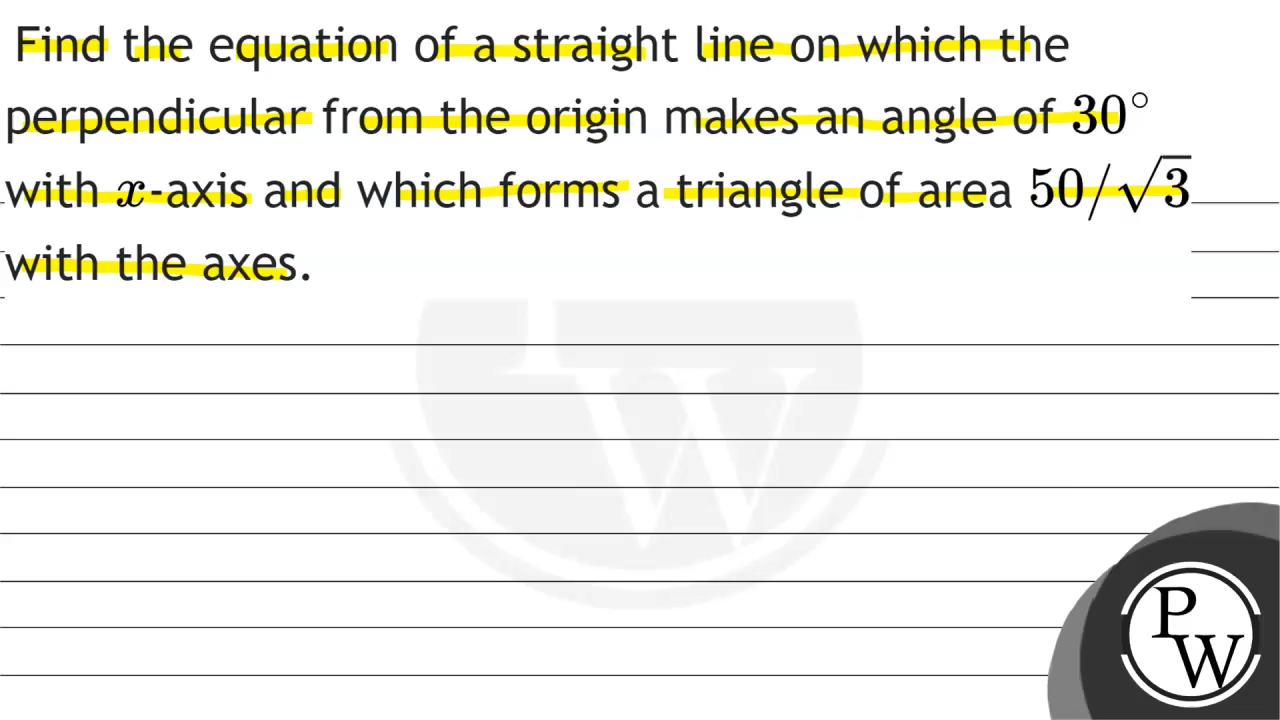 Find the equation of a straight line on which the
perpendicular from the origin makes an angle of 30°
with x-axis and which forms a triangle of area 50/√3
with the axes.
W
P
W